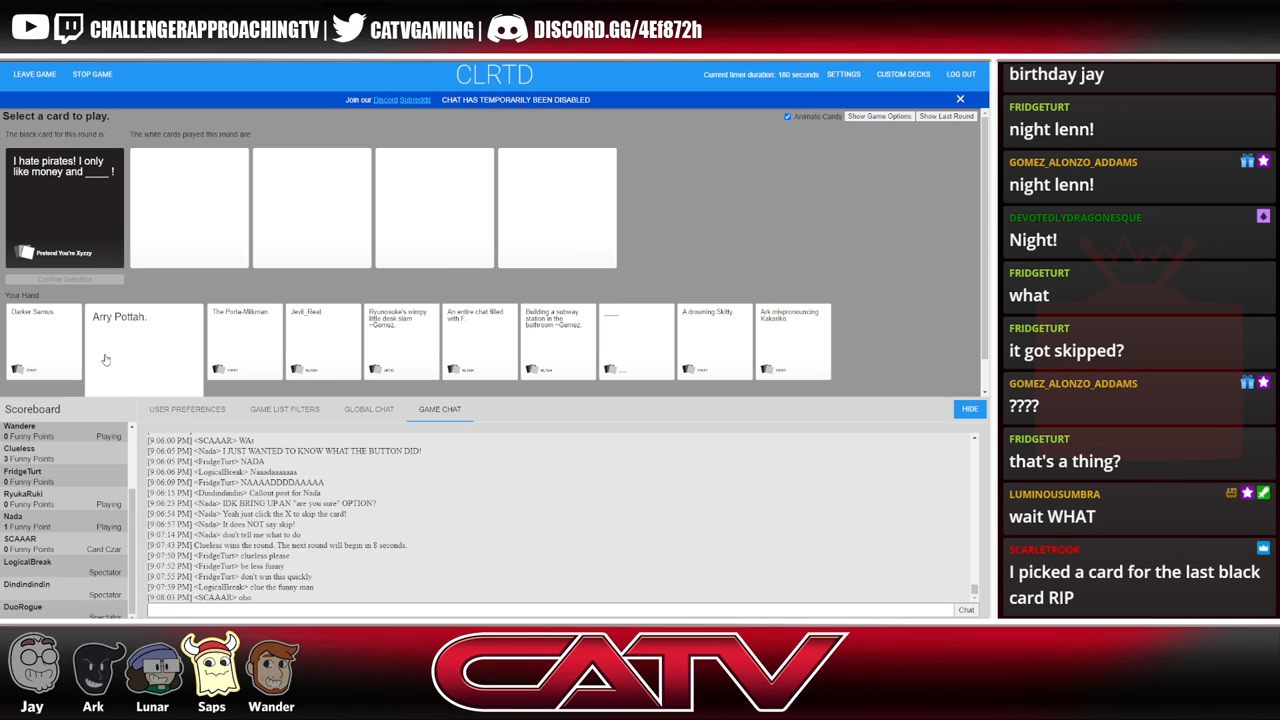 CHALLENGERAPPROACHINGTV | CATVGAMING | DISCORD.GG/4Ef872h
LEAVE GAME STOP GAME CLRTD Current timer duration: 180 seconds SETTINGS CUSTOM DECKS LOG OUT
Join our Discord Subreddit CHAT HAS TEMPORARILY BEEN DISABLED
Select a card to play.
Animate Cards Show Game Options Show Last Round
The black card for this round is: The white cards played this round are:
I hate pirates! I only
like money and ____ !
Pretend You're Xyzzy
Confirm Selection
Your Hand
Darker Samus.
Arry Pottah.
The Porta-Milkman
Jevil_Real.
Ryunosuke's wimpy
little desk slam
~Gomez.
An entire chat filled
with F.
Building a subway
station in the
bathroom ~Gomez.
____
A drowning Skitty.
Ark mispronouncing
Kakariko.
Scoreboard
Wandere
0 Funny Points Playing
Clueless
3 Funny Points
FridgeTurt
0 Funny Points
RyukaRuki
0 Funny Points Playing
Nada
1 Funny Point Playing
SCAAAR
0 Funny Points Card Czar
LogicalBreak
Spectator
Dindindindin
Spectator
DuoRogue
Spectator
USER PREFERENCES GAME LIST FILTERS GLOBAL CHAT GAME CHAT HIDE
[9:06:00 PM] <SCAAAR> WAt
[9:06:05 PM] <Nada> I JUST WANTED TO KNOW WHAT THE BUTTON DID!
[9:06:05 PM] <FridgeTurt> NADA
[9:06:06 PM] <LogicalBreak> Naaadaaaaaa
[9:06:09 PM] <FridgeTurt> NAAAADDDDAAAAA
[9:06:15 PM] <Dindindindin> Callout post for Nada
[9:06:23 PM] <Nada> IDK BRING UP AN "are you sure" OPTION?
[9:06:54 PM] <Nada> Yeah just click the X to skip the card!
[9:06:57 PM] <Nada> It does NOT say skip!
[9:07:14 PM] <Nada> don't tell me what to do
[9:07:43 PM] Clueless wins the round. The next round will begin in 8 seconds.
[9:07:50 PM] <FridgeTurt> clueless please
[9:07:52 PM] <FridgeTurt> be less funny
[9:07:55 PM] <FridgeTurt> don't win this quickly
[9:07:59 PM] <LogicalBreak> clue the funny man
[9:08:03 PM] <SCAAAR> oho
Chat
birthday jay
FRIDGETURT
night lenn!
GOMEZ_ALONZO_ADDAMS
night lenn!
DEVOTEDLYDRAGONESQUE
Night!
FRIDGETURT
what
FRIDGETURT
it got skipped?
GOMEZ_ALONZO_ADDAMS
????
FRIDGETURT
that's a thing?
LUMINOUSUMBRA
wait WHAT
SCARLETROOK
I picked a card for the last black
card RIP
Jay Ark Lunar Saps Wander
CATV